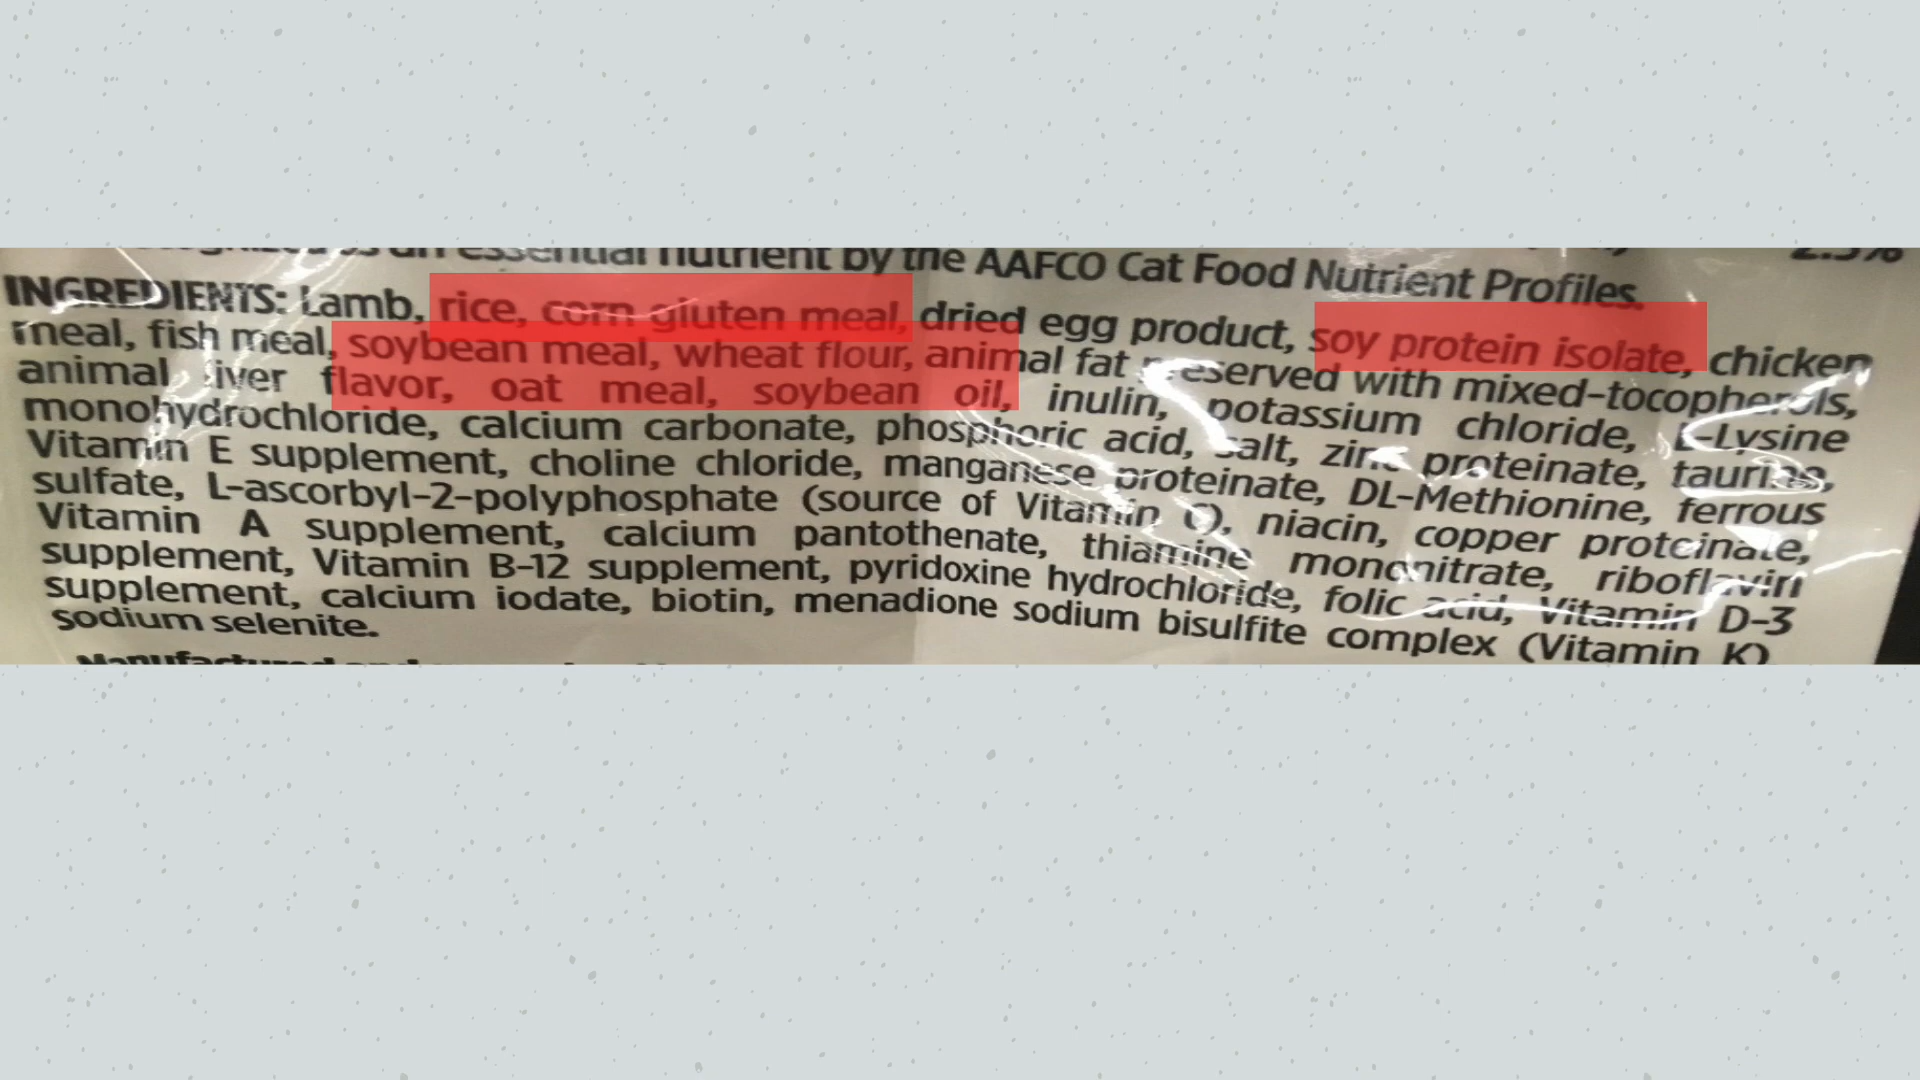 2.5%
an essential nutrient by the AAFCO Cat Food Nutrient Profiles.
INGREDIENTS: Lamb, rice, corn gluten meal, dried egg product, soy protein isolate, chicken
meal, fish meal, soybean meal, wheat flour, animal fat preserved with mixed-tocopherols,
animal liver flavor, oat meal, soybean oil, inulin, potassium chloride, L-Lysine
monohydrochloride, calcium carbonate, phosphoric acid, salt, zinc proteinate, taurine,
Vitamin E supplement, choline chloride, manganese proteinate, DL-Methionine, ferrous
sulfate, L-ascorbyl-2-polyphosphate (source of Vitamin C), niacin, copper proteinate,
Vitamin A supplement, calcium pantothenate, thiamine mononitrate, riboflavin
supplement, Vitamin B-12 supplement, pyridoxine hydrochloride, folic acid, Vitamin D-3
supplement, calcium iodate, biotin, menadione sodium bisulfite complex (Vitamin K)
sodium selenite.
Manufactured and